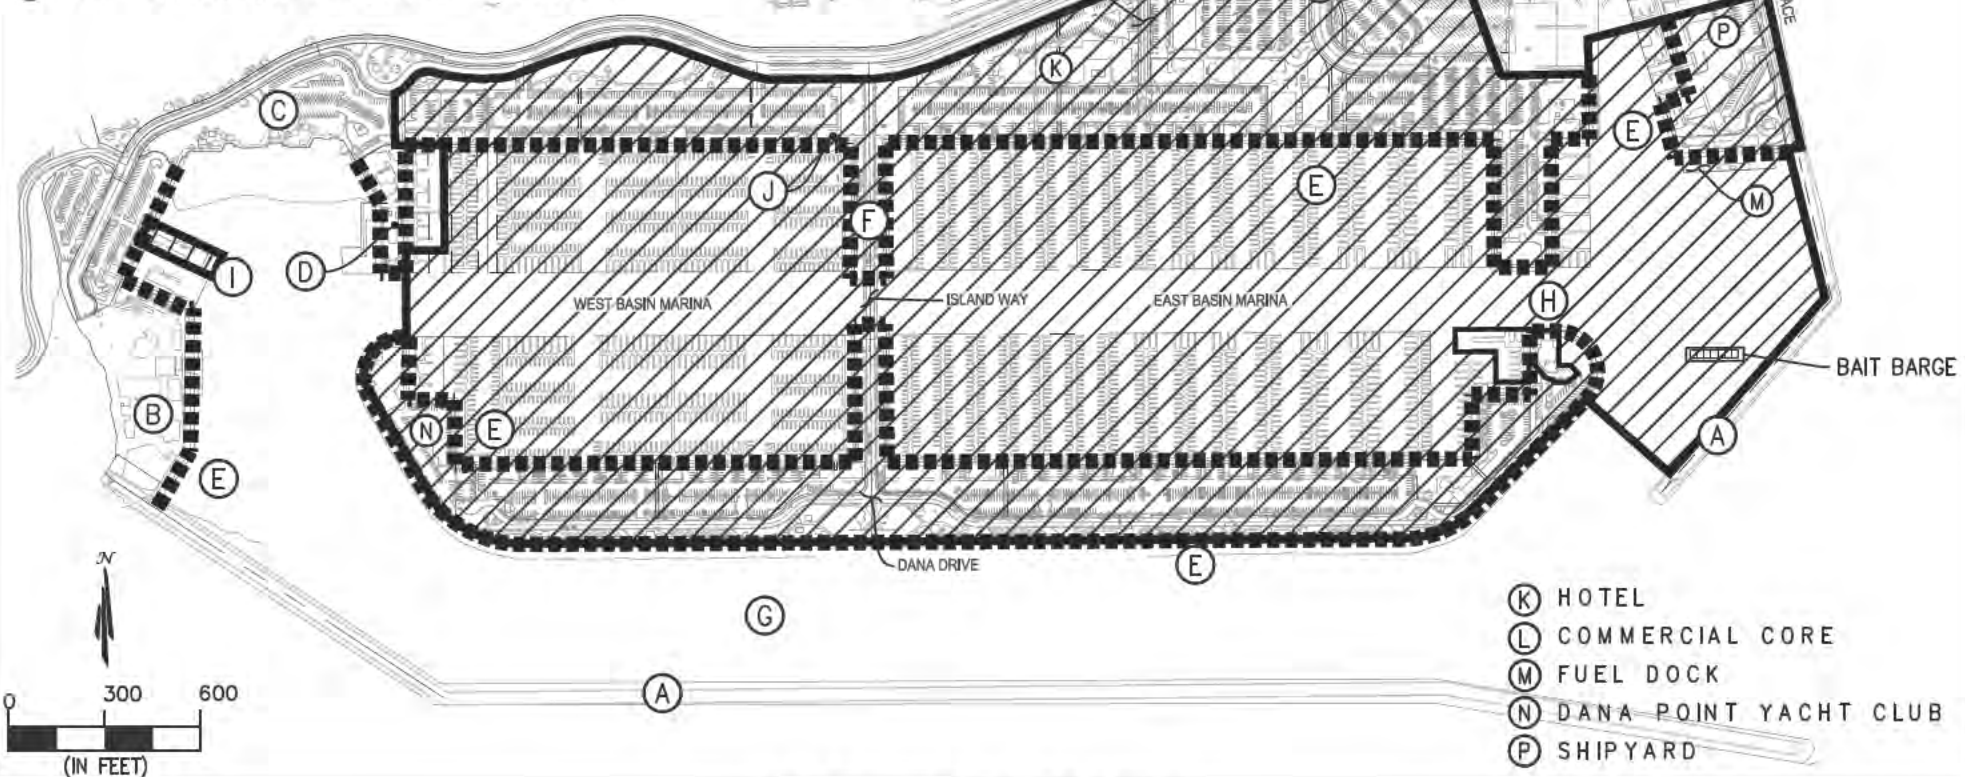 P
K
C
E
M
J
E
F
D
I
H
WEST BASIN MARINA
ISLAND WAY
EAST BASIN MARINA
BAIT BARGE
B
N
E
A
E
DANA DRIVE
E
N
G
A
0 300 600
(IN FEET)
K HOTEL
L COMMERCIAL CORE
M FUEL DOCK
N DANA POINT YACHT CLUB
P SHIPYARD